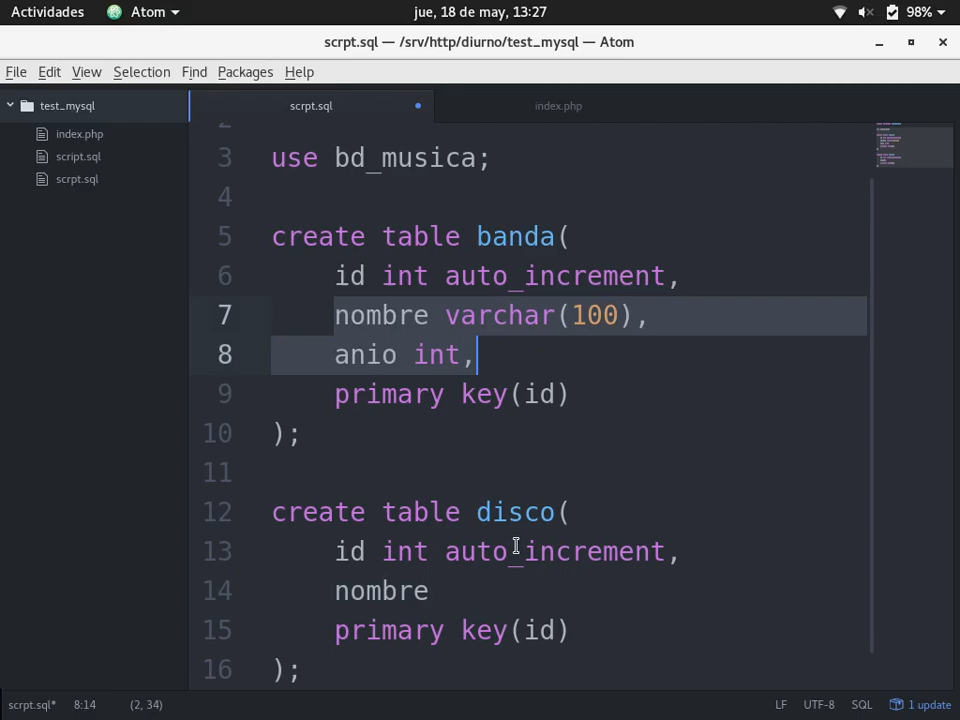 Actividades Atom jue, 18 de may, 13:27 98%
scrpt.sql — /srv/http/diurno/test_mysql — Atom
File Edit View Selection Find Packages Help
test_mysql scrpt.sql index.php
index.php
script.sql
scrpt.sql
2
3 use bd_musica;
4
5 create table banda(
6 id int auto_increment,
7 nombre varchar(100),
8 anio int,
9 primary key(id)
10 );
11
12 create table disco(
13 id int auto_increment,
14 nombre
15 primary key(id)
16 );
scrpt.sql* 8:14 (2, 34) LF UTF-8 SQL 1 update